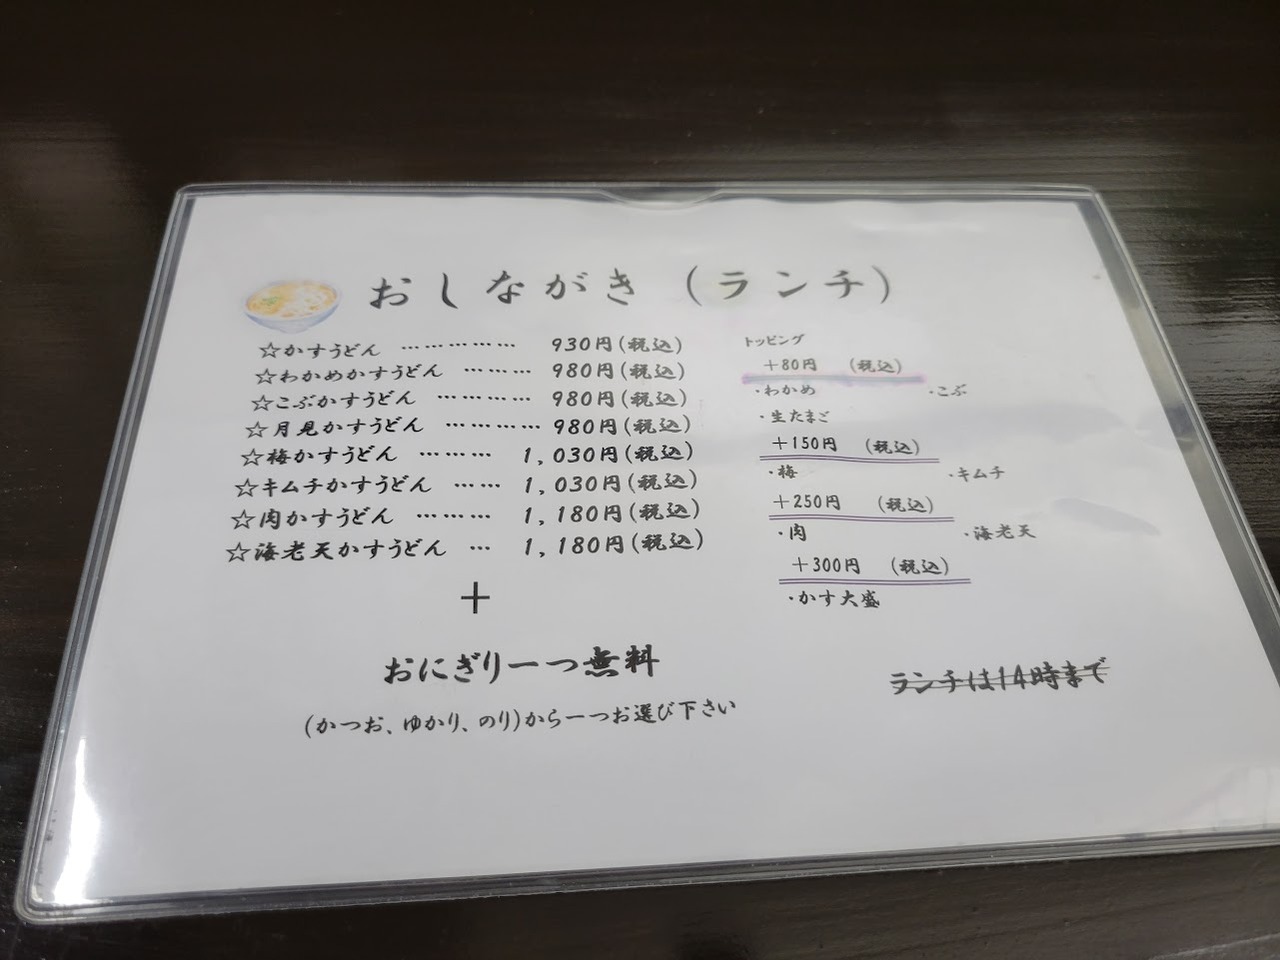 おしながき(ランチ)
☆かすうどん ………… 930円(税込)
☆わかめかすうどん ……… 980円(税込)
☆こぶかすうどん ………… 980円(税込)
☆月見かすうどん ………… 980円(税込)
☆梅かすうどん ……… 1,030円(税込)
☆キムチかすうどん …… 1,030円(税込)
☆肉かすうどん ……… 1,180円(税込)
☆海老天かすうどん … 1,180円(税込)
+
おにぎり一つ無料
(かつお、ゆかり、のり)から一つお選び下さい
トッピング
+80円 (税込)
・わかめ ・こぶ
・生たまご
+150円 (税込)
・梅 ・キムチ
+250円 (税込)
・肉 ・海老天
+300円 (税込)
・かす大盛
ランチは14時まで